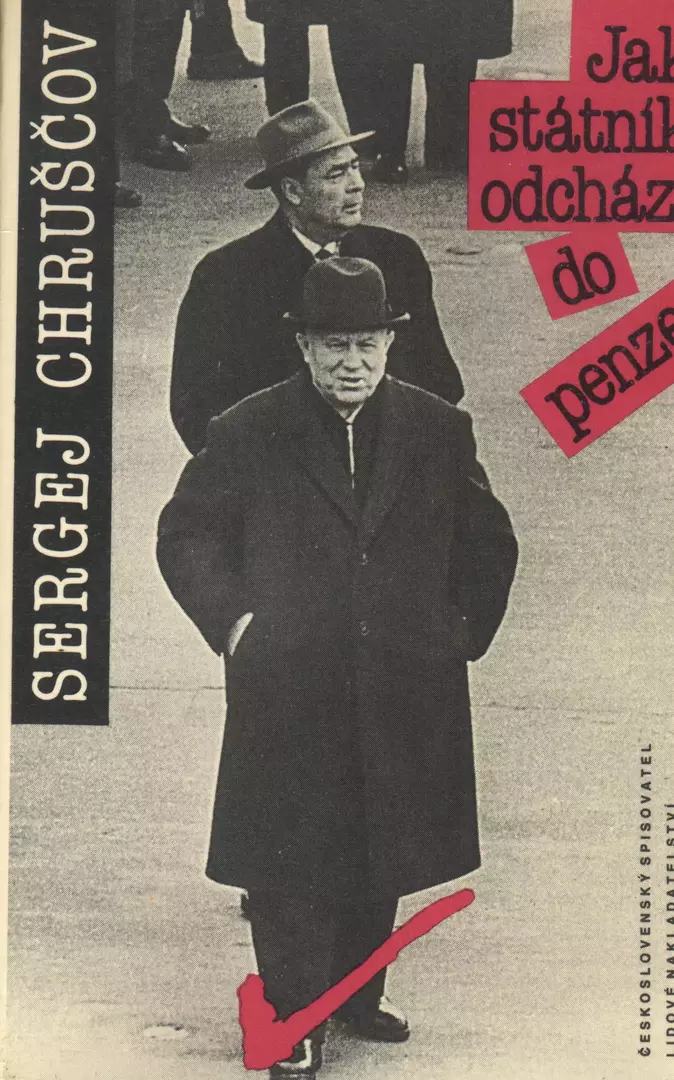 SERGEJ CHRUŠČOV
Jak
státník
odcház
do
penze
ČESKOSLOVENSKÝ SPISOVATEL
LIDOVÉ NAKLADATELSTVÍ